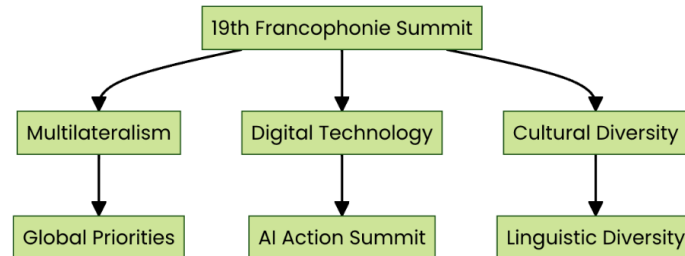 19th Francophonie Summit
Multilateralism
Digital Technology
Cultural Diversity
Global Priorities
AI Action Summit
Linguistic Diversity